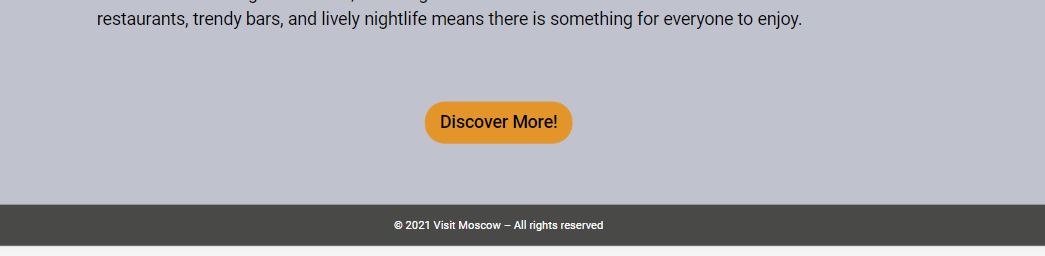 restaurants, trendy bars, and lively nightlife means there is something for everyone to enjoy.
Discover More!
© 2021 Visit Moscow – All rights reserved